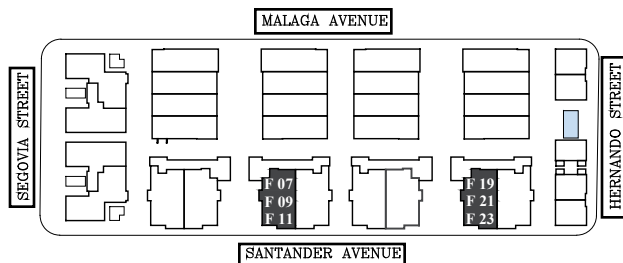 MALAGA AVENUE
SEGOVIA STREET
HERNANDO STREET
F 07
F 09
F 11
F 19
F 21
F 23
SANTANDER AVENUE